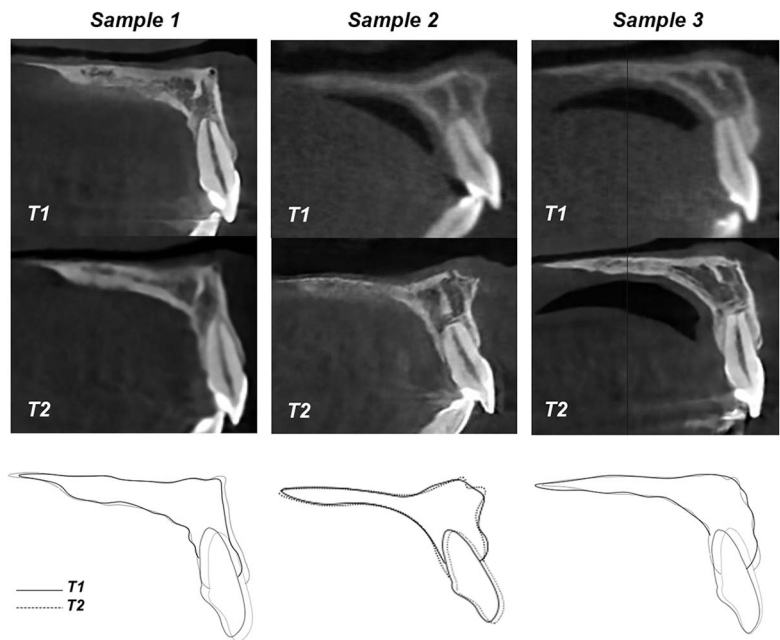 Sample 1 Sample 2 Sample 3
T1 T1 T1
T2 T2 T2
T1
T2